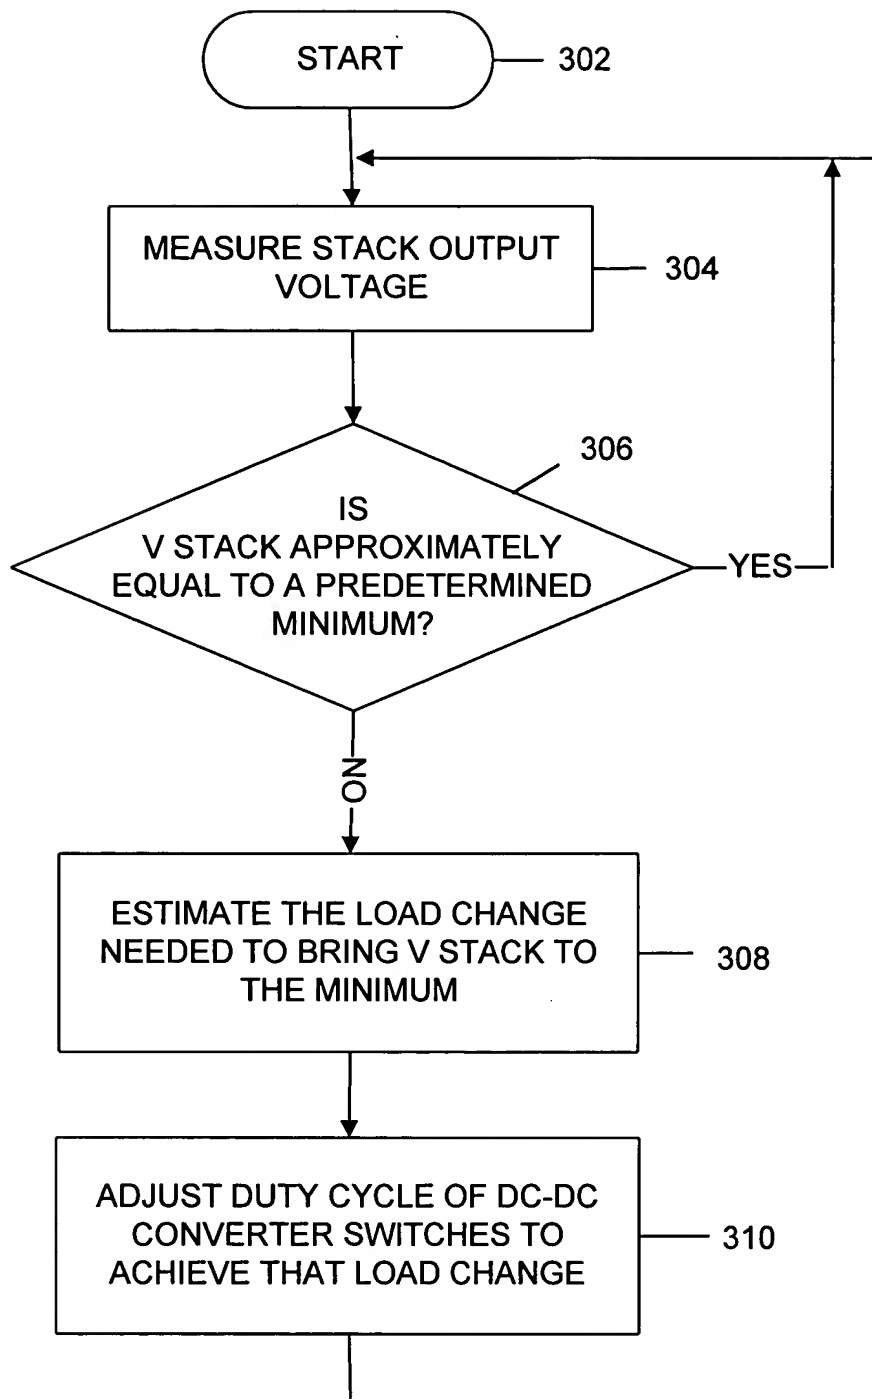 START
302
MEASURE STACK OUTPUT
VOLTAGE
304
306
IS
V STACK APPROXIMATELY
EQUAL TO A PREDETERMINED
MINIMUM?
YES
NO
ESTIMATE THE LOAD CHANGE
NEEDED TO BRING V STACK TO
THE MINIMUM
308
ADJUST DUTY CYCLE OF DC-DC
CONVERTER SWITCHES TO
ACHIEVE THAT LOAD CHANGE
310